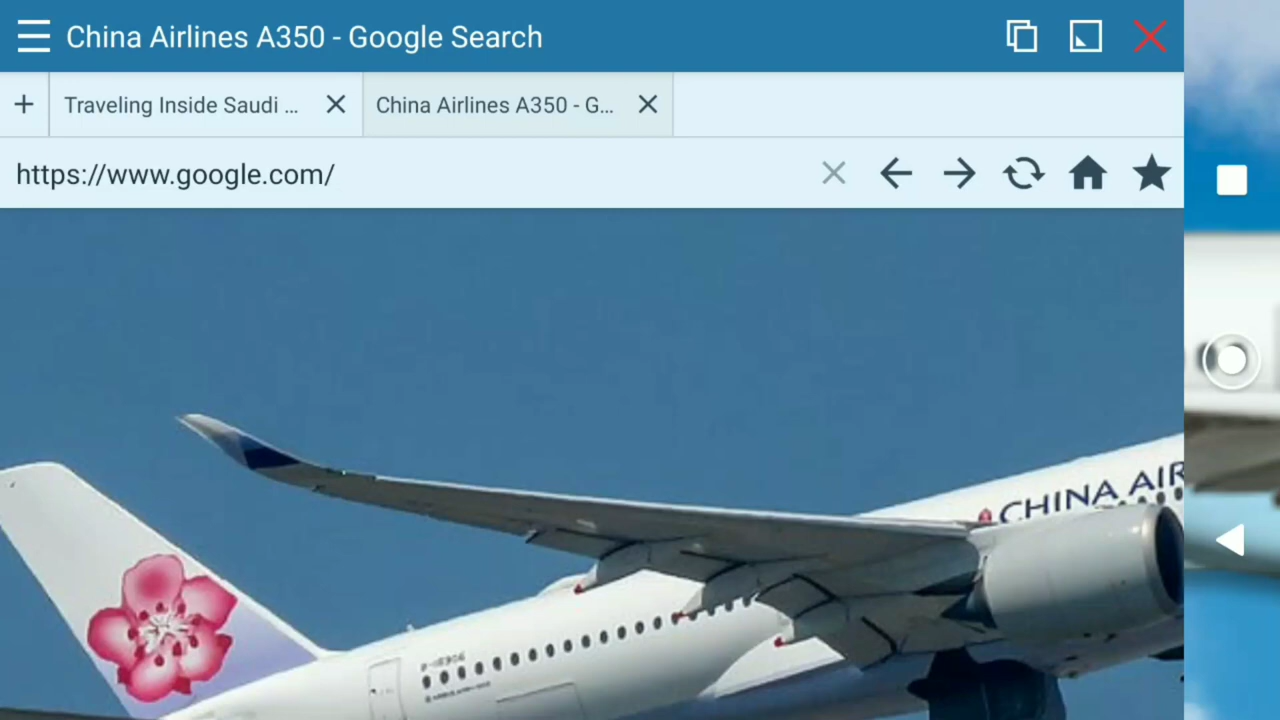 China Airlines A350 - Google Search
Traveling Inside Saudi ...
China Airlines A350 - G...
https://www.google.com/
CHINA AIR